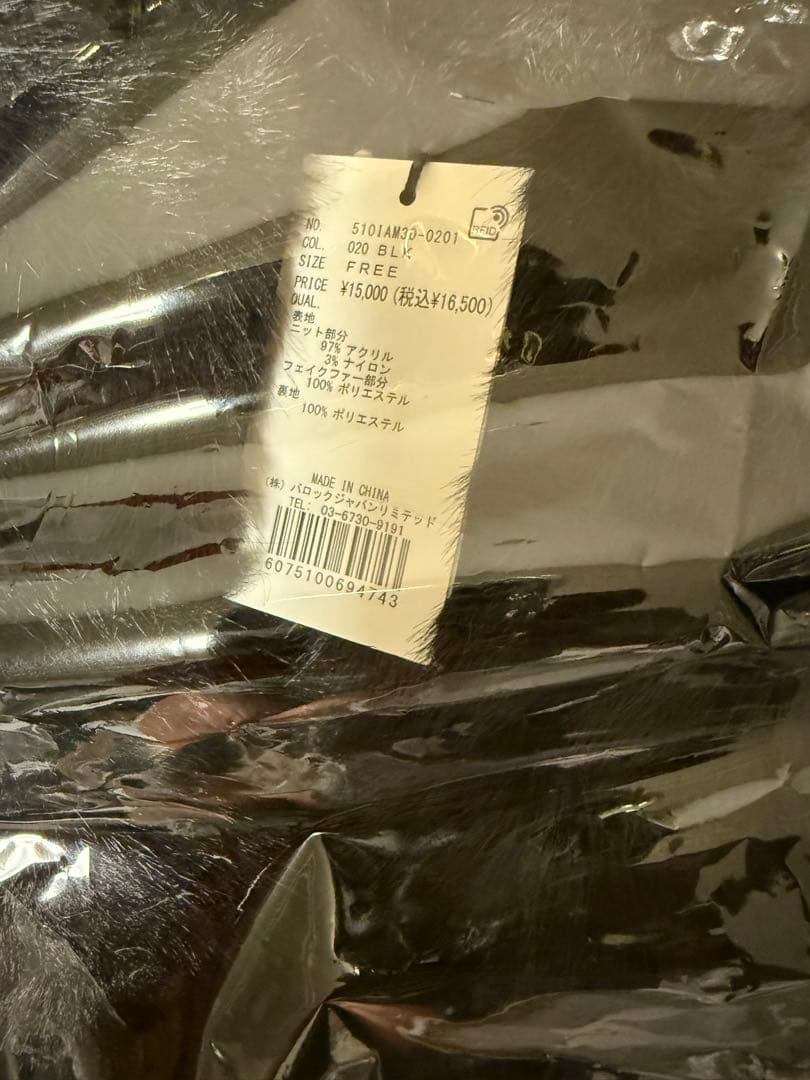 RFID
NO. 510IAM30-0201
COL. 020 BLK
SIZE FREE
PRICE ¥15,000 (税込¥16,500)
QUAL.
表地
ニット部分
97% アクリル
3% ナイロン
フェイクファー部分
100% ポリエステル
裏地
100% ポリエステル
MADE IN CHINA
(株) バロックジャパンリミテッド
TEL: 03-6730-9191
6075100694743